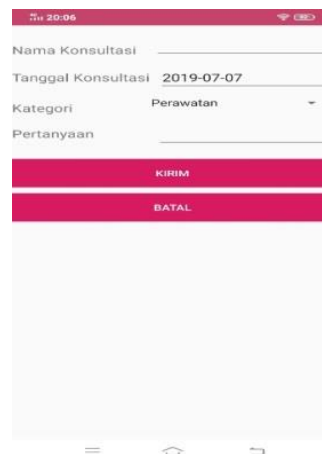 20:06
Nama Konsultasi
Tanggal Konsultasi 2019-07-07
Kategori Perawatan
Pertanyaan
KIRIM
BATAL